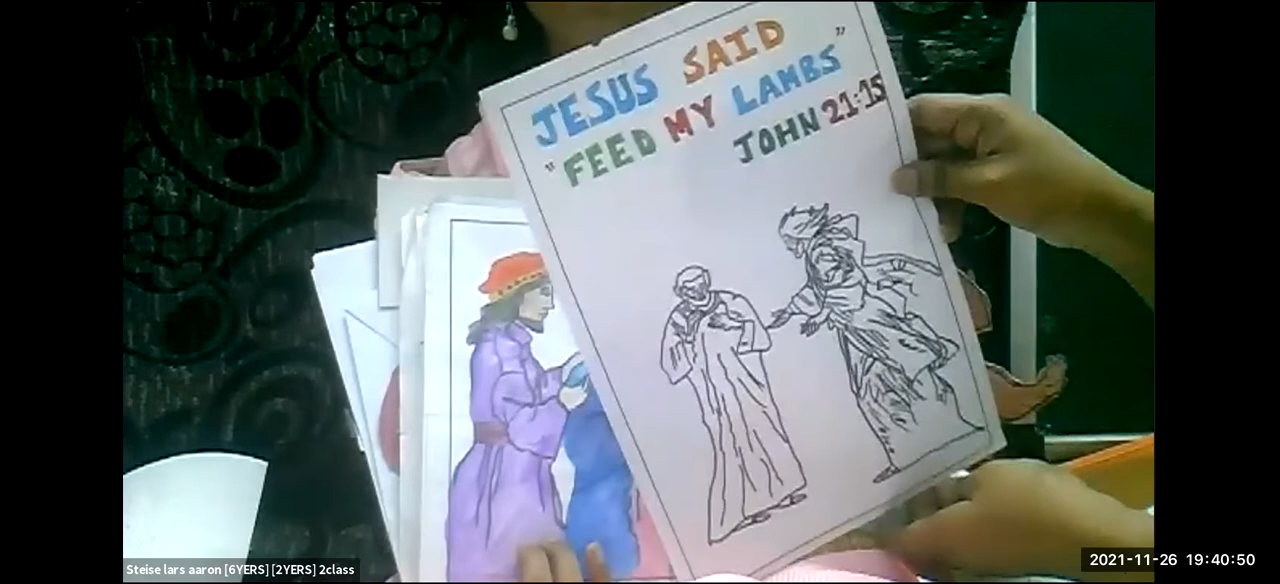 JESUS SAID
"FEED MY LAMBS"
JOHN 21:15
Steise lars aaron [6YERS] [2YERS] 2class
2021-11-26 19:40:50